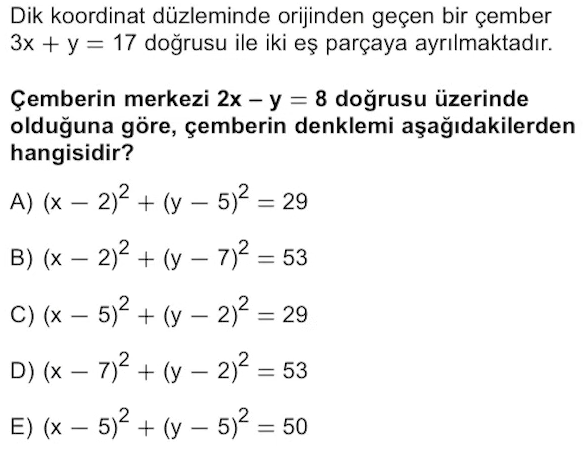 Dik koordinat düzleminde orijinden geçen bir çember
3x + y = 17 doğrusu ile iki eş parçaya ayrılmaktadır.
Çemberin merkezi 2x – y = 8 doğrusu üzerinde
olduğuna göre, çemberin denklemi aşağıdakilerden
hangisidir?
A) (x – 2)² + (y – 5)² = 29
B) (x – 2)² + (y – 7)² = 53
C) (x – 5)² + (y – 2)² = 29
D) (x – 7)² + (y – 2)² = 53
E) (x – 5)² + (y – 5)² = 50